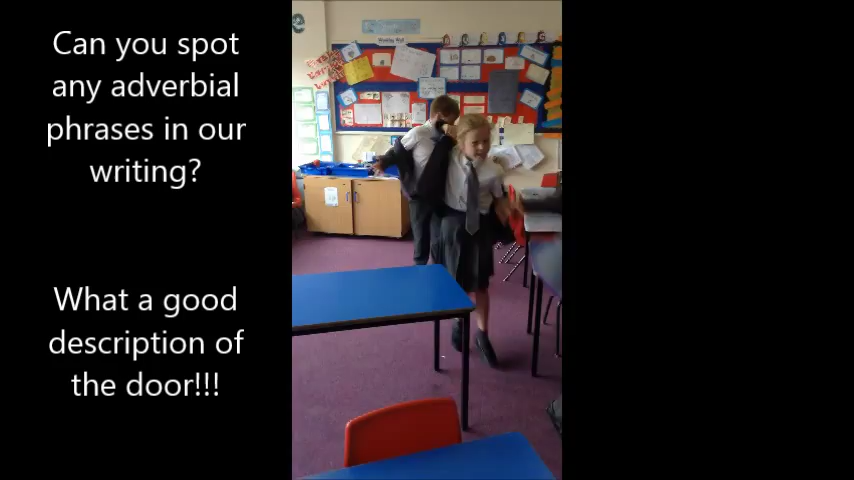 Can you spot
any adverbial
phrases in our
writing?
What a good
description of
the door!!!